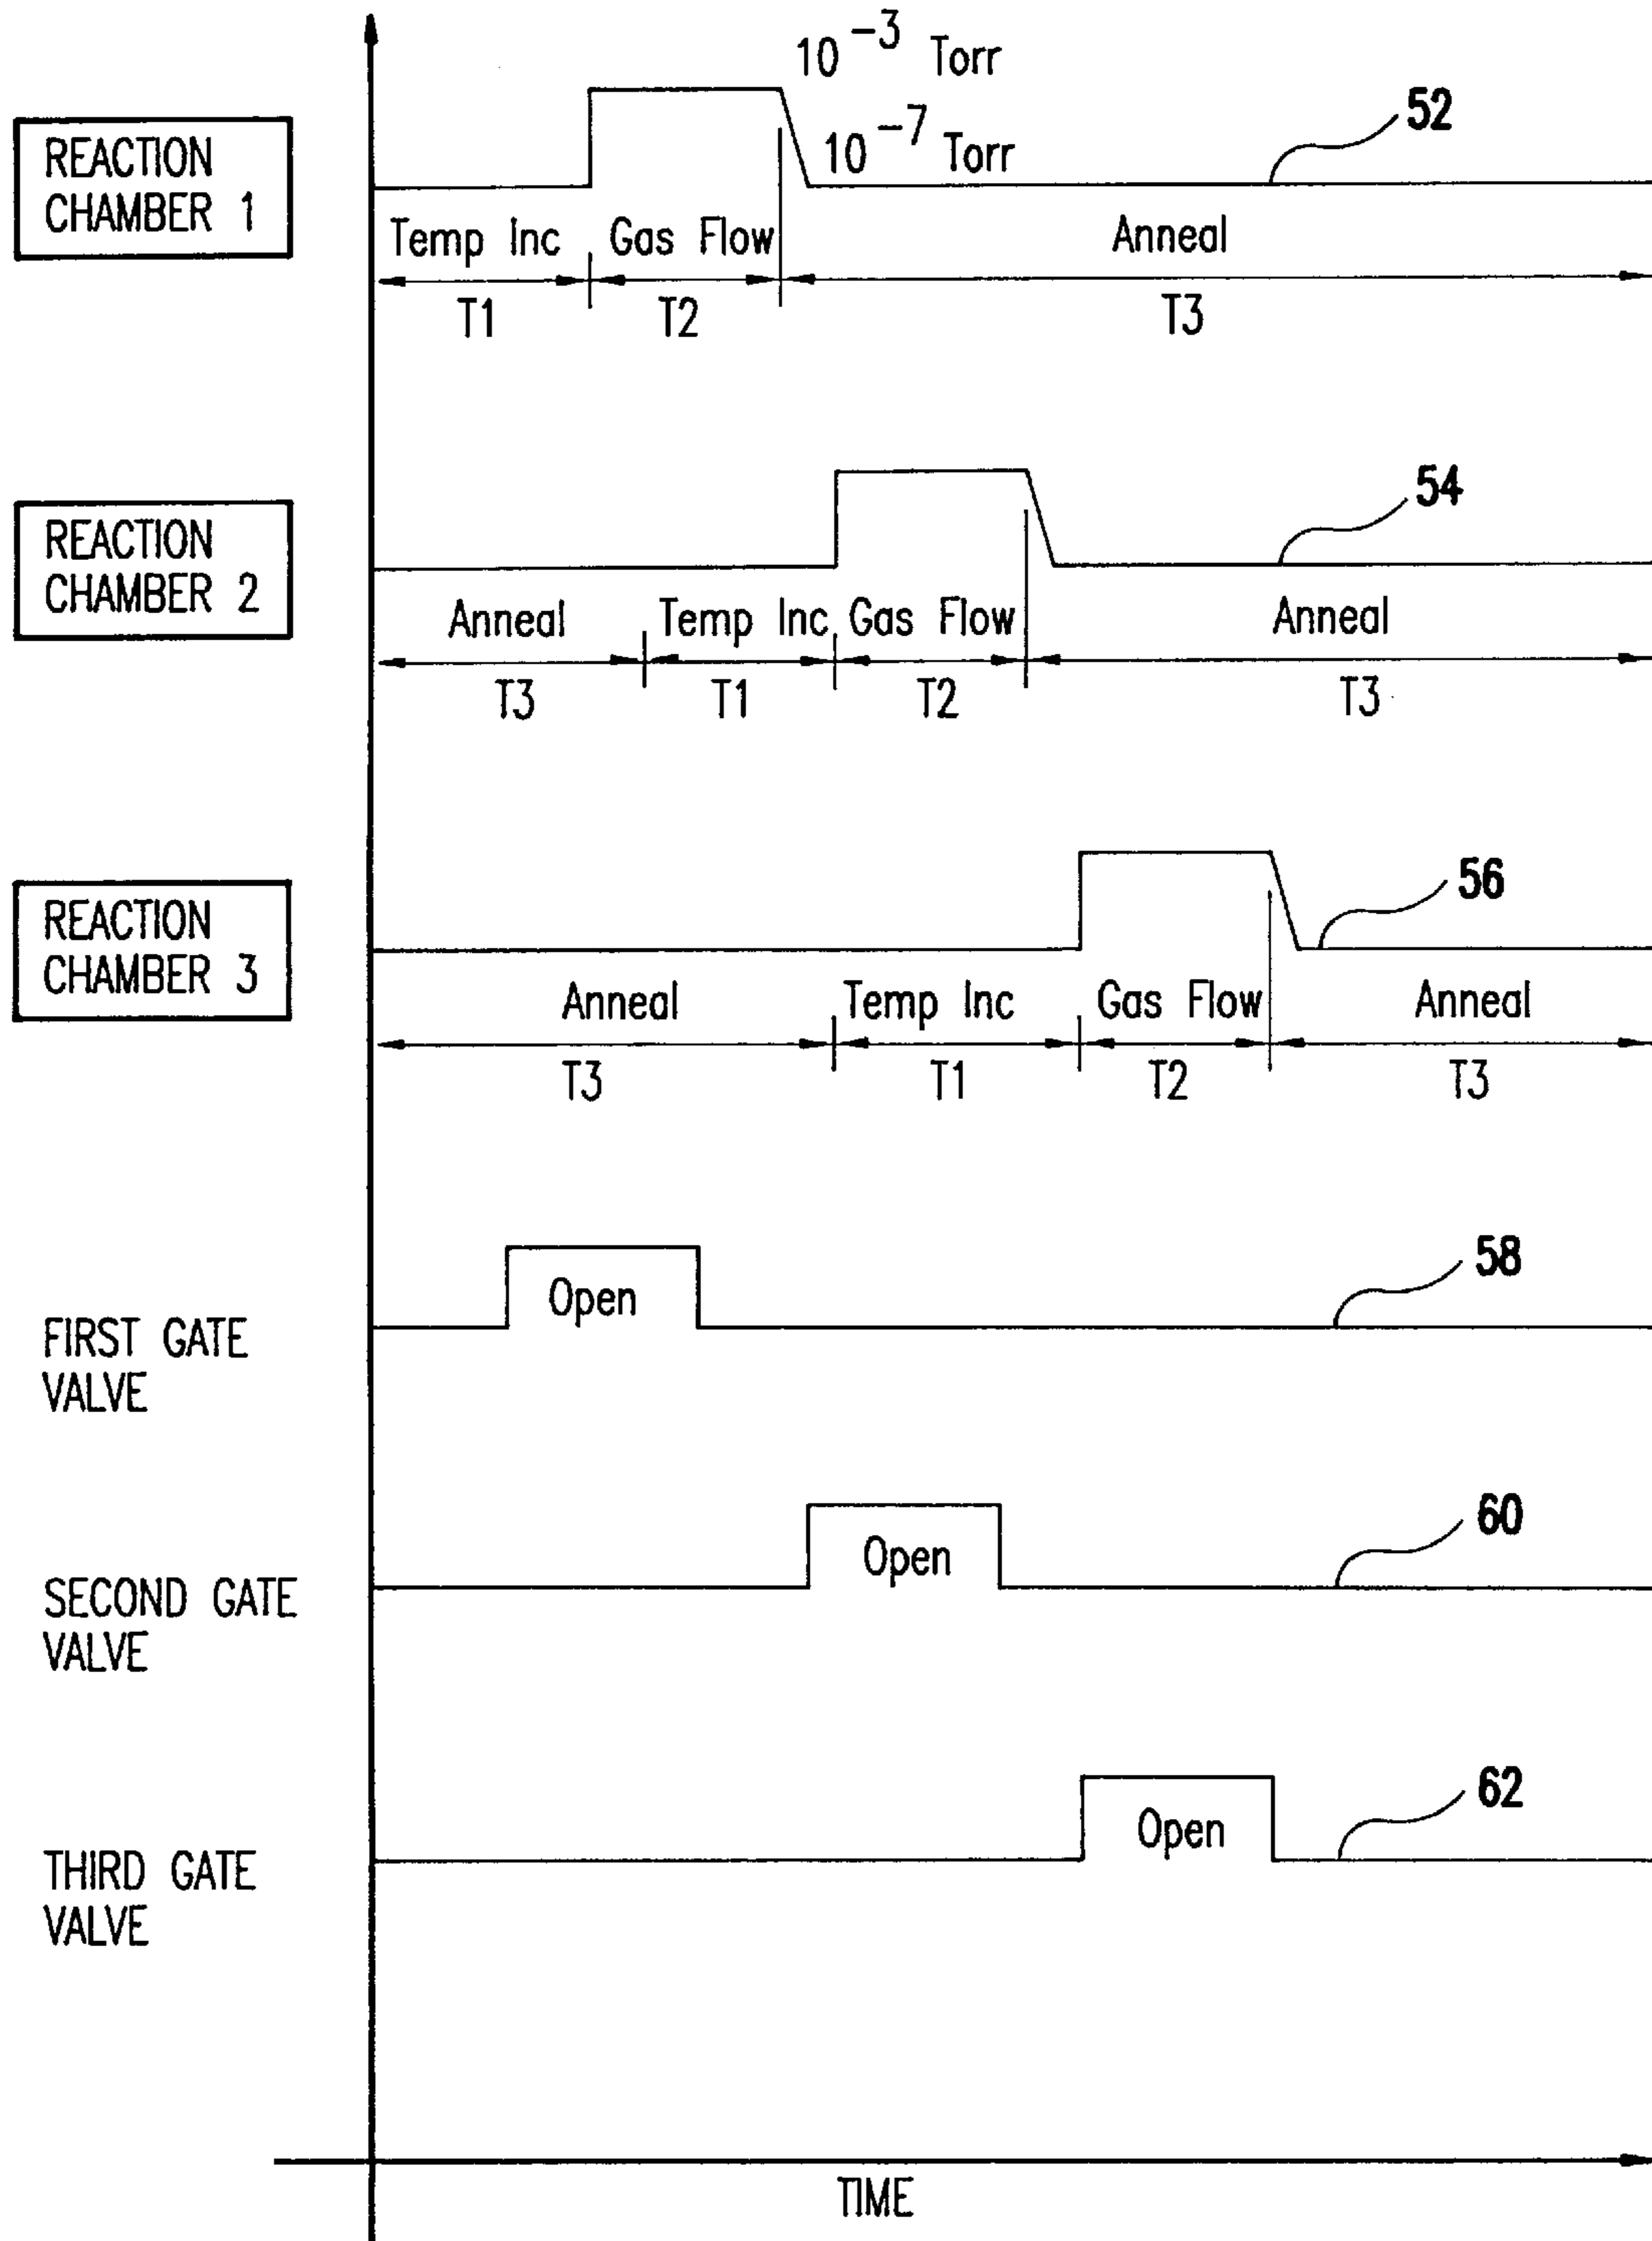 10⁻³ Torr
REACTION
CHAMBER 1
10⁻⁷ Torr
52
Temp Inc Gas Flow Anneal
T1 T2 T3
REACTION
CHAMBER 2
54
Anneal Temp Inc Gas Flow Anneal
T3 T1 T2 T3
REACTION
CHAMBER 3
56
Anneal Temp Inc Gas Flow Anneal
T3 T1 T2 T3
FIRST GATE
VALVE
Open
58
SECOND GATE
VALVE
Open
60
THIRD GATE
VALVE
Open
62
TIME